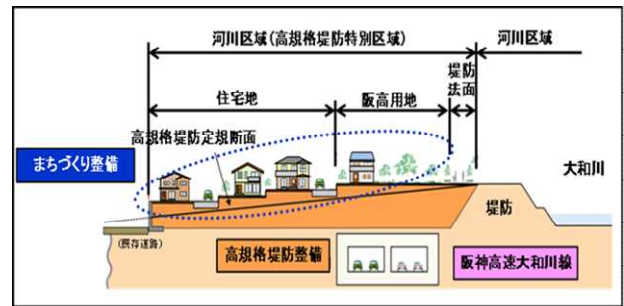 河川区域(高規格堤防特別区域)
河川区域
堤防
法面
住宅地
阪高用地
高規格堤防定規断面
まちづくり整備
大和川
堤防
(既存道路)
高規格堤防整備
阪神高速大和川線